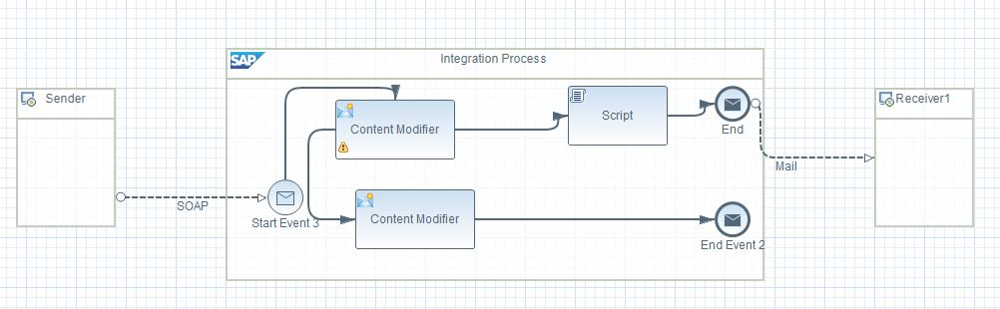 SAP
Integration Process
Sender
Receiver1
Content Modifier
Script
End
Mail
SOAP
Start Event 3
Content Modifier
End Event 2